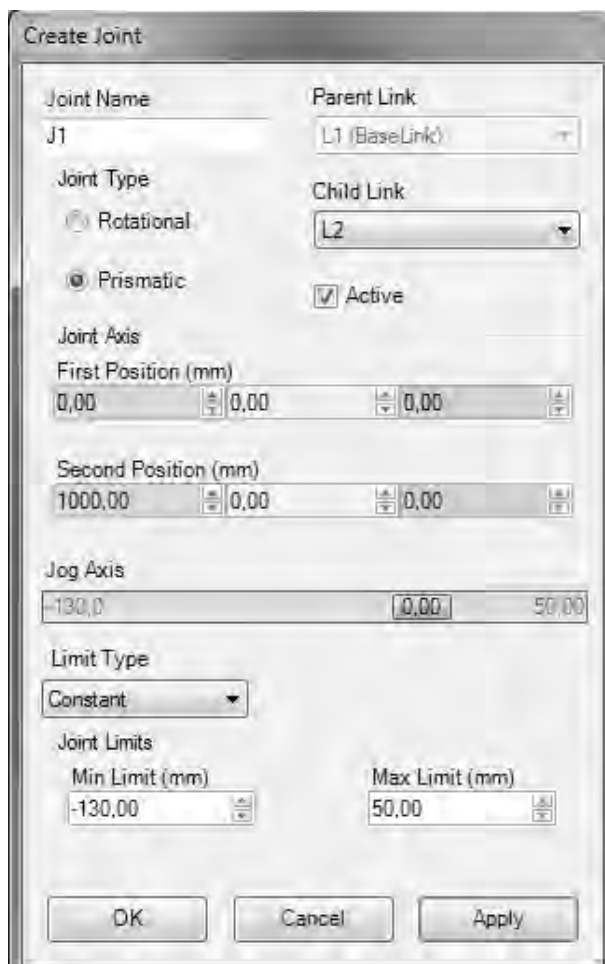 Create Joint
Joint Name
Parent Link
J1
L1 (BaseLink)
Joint Type
Child Link
Rotational
L2
Prismatic
Active
Joint Axis
First Position (mm)
0,00 0,00 0,00
Second Position (mm)
1000,00 0,00 0,00
Jog Axis
-130,0 0,00 50,00
Limit Type
Constant
Joint Limits
Min Limit (mm)
Max Limit (mm)
-130,00
50,00
OK
Cancel
Apply